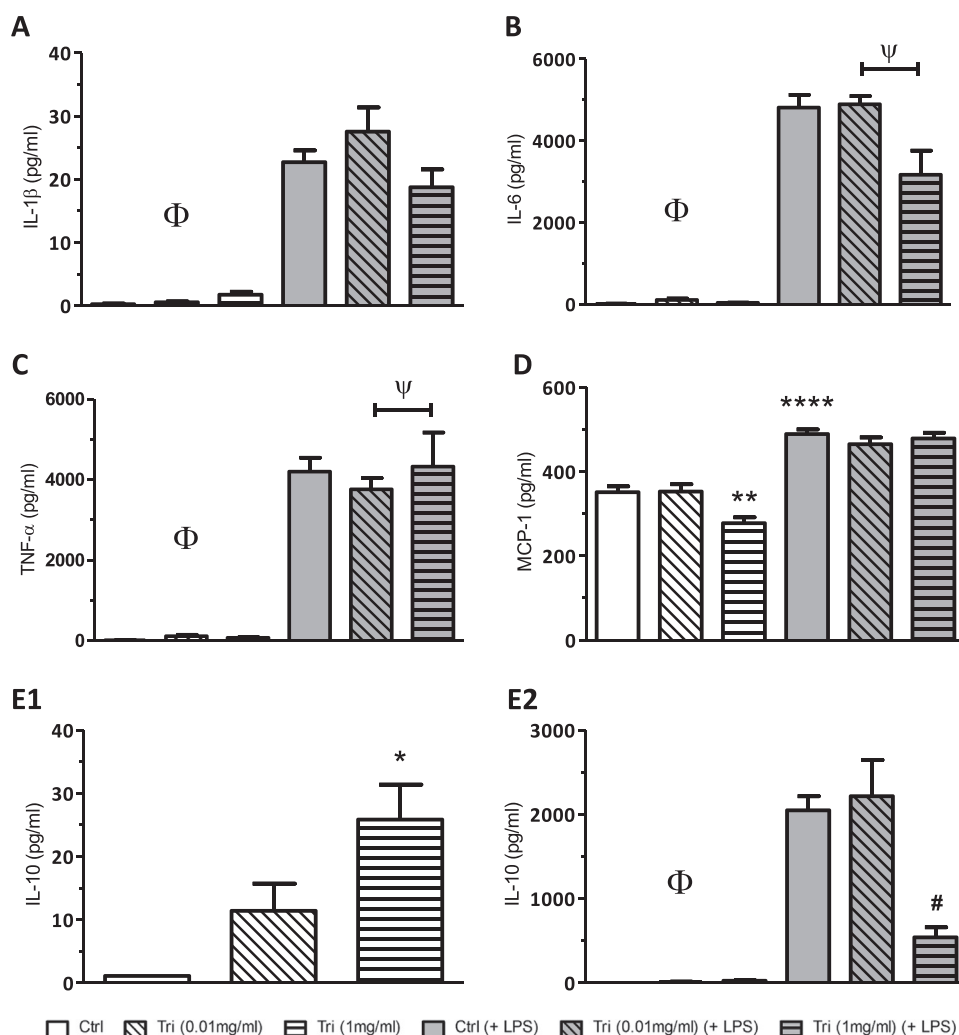 A
40
30
20
10
0
IL-1β (pg/ml)
Φ
B
6000
4000
2000
0
IL-6 (pg/ml)
Φ
ψ
C
6000
4000
2000
0
TNF-α (pg/ml)
Φ
ψ
D
600
400
200
0
MCP-1 (pg/ml)
**
****
E1
40
30
20
10
0
IL-10 (pg/ml)
*
E2
3000
2000
1000
0
IL-10 (pg/ml)
Φ
#
Ctrl Tri (0.01mg/ml) Tri (1mg/ml) Ctrl (+ LPS) Tri (0.01mg/ml) (+ LPS) Tri (1mg/ml) (+ LPS)